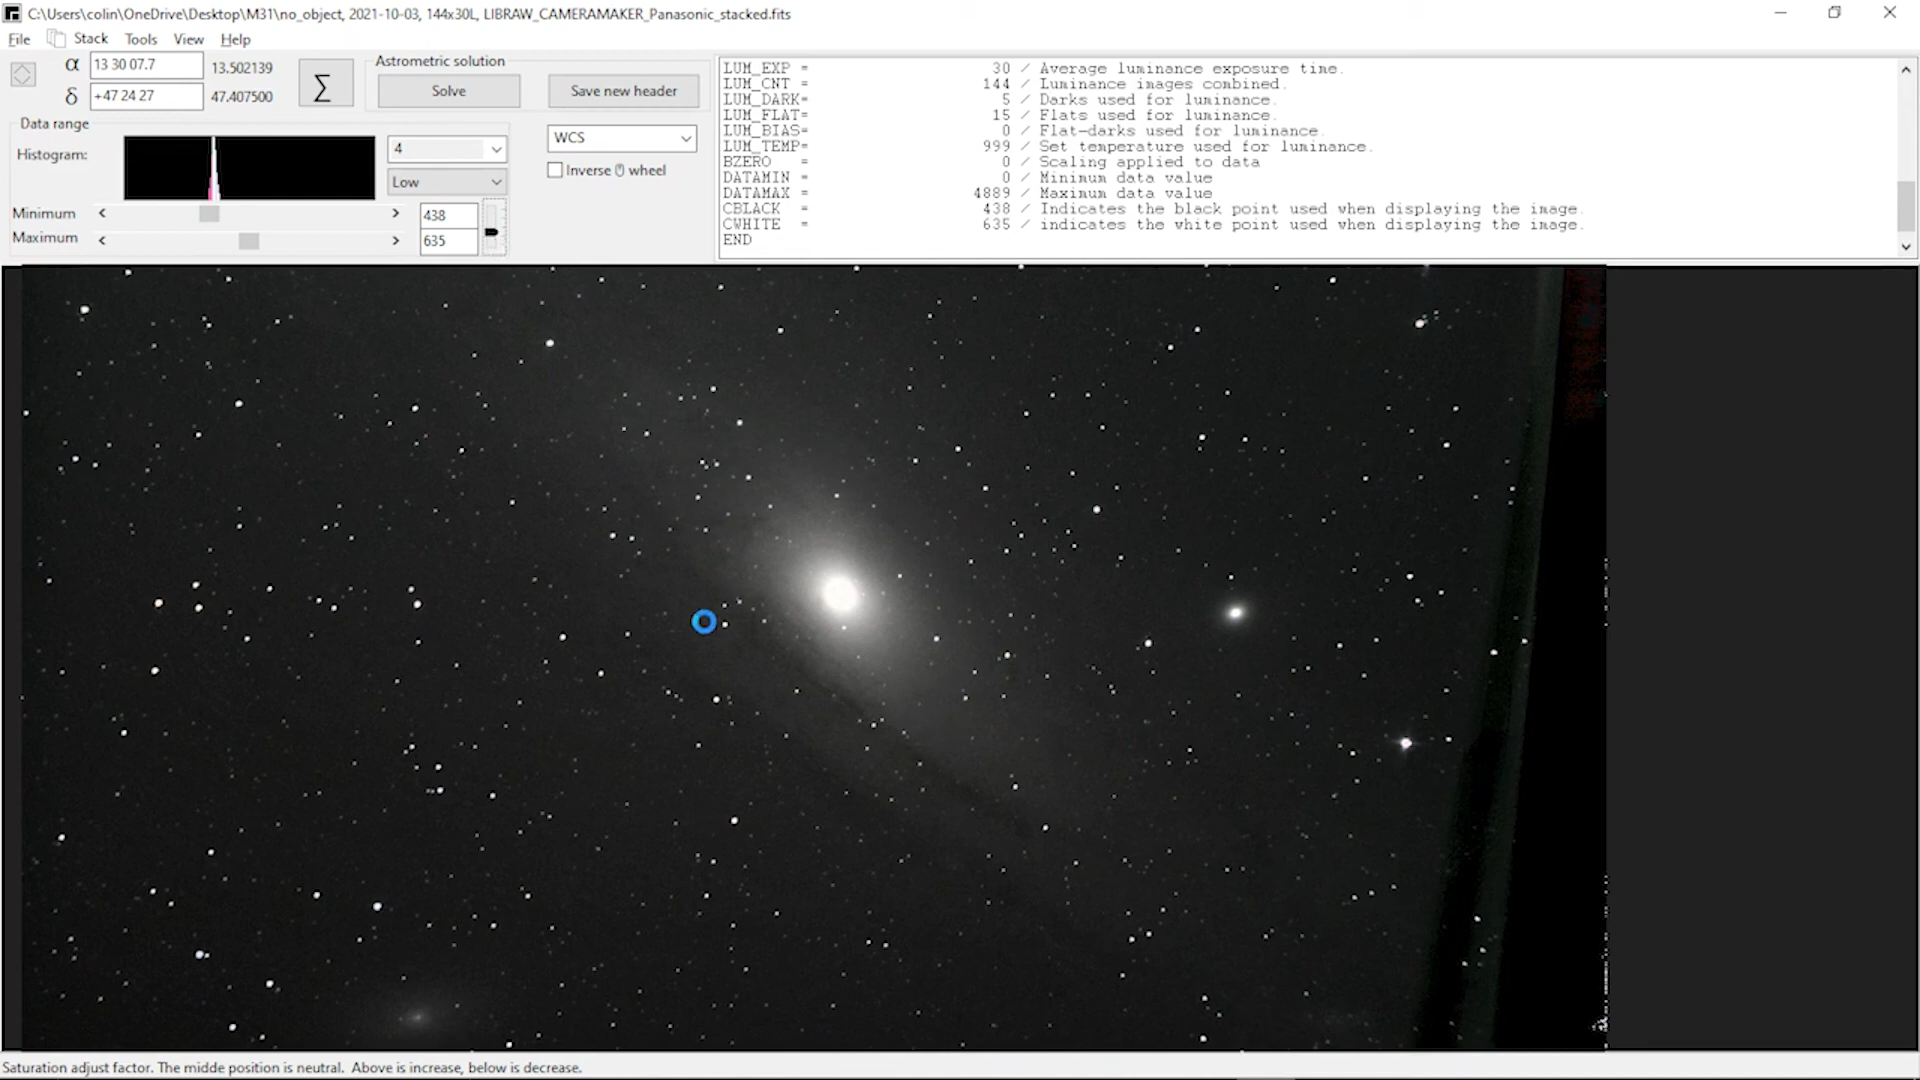 C:\Users\colin\OneDrive\Desktop\M31\no_object, 2021-10-03, 144x30L, LIBRAW_CAMERAMAKER_Panasonic_stacked.fits
File Stack Tools View Help
α 13 30 07.7 13.502139
δ +47 24 27 47.407500
∑
Astrometric solution
Solve
Save new header
Data range
Histogram:
4
Low
WCS
Inverse wheel
Minimum 438
Maximum 635
LUM_EXP = 30 / Average luminance exposure time.
LUM_CNT = 144 / Luminance images combined.
LUM_DARK= 5 / Darks used for luminance.
LUM_FLAT= 15 / Flats used for luminance.
LUM_BIAS= 0 / Flat-darks used for luminance.
LUM_TEMP= 999 / Set temperature used for luminance.
BZERO = 0 / Scaling applied to data
DATAMIN = 0 / Minimum data value
DATAMAX = 4889 / Maximum data value
CBLACK = 438 / Indicates the black point used when displaying the image.
CWHITE = 635 / indicates the white point used when displaying the image.
END
Saturation adjust factor. The midde position is neutral. Above is increase, below is decrease.